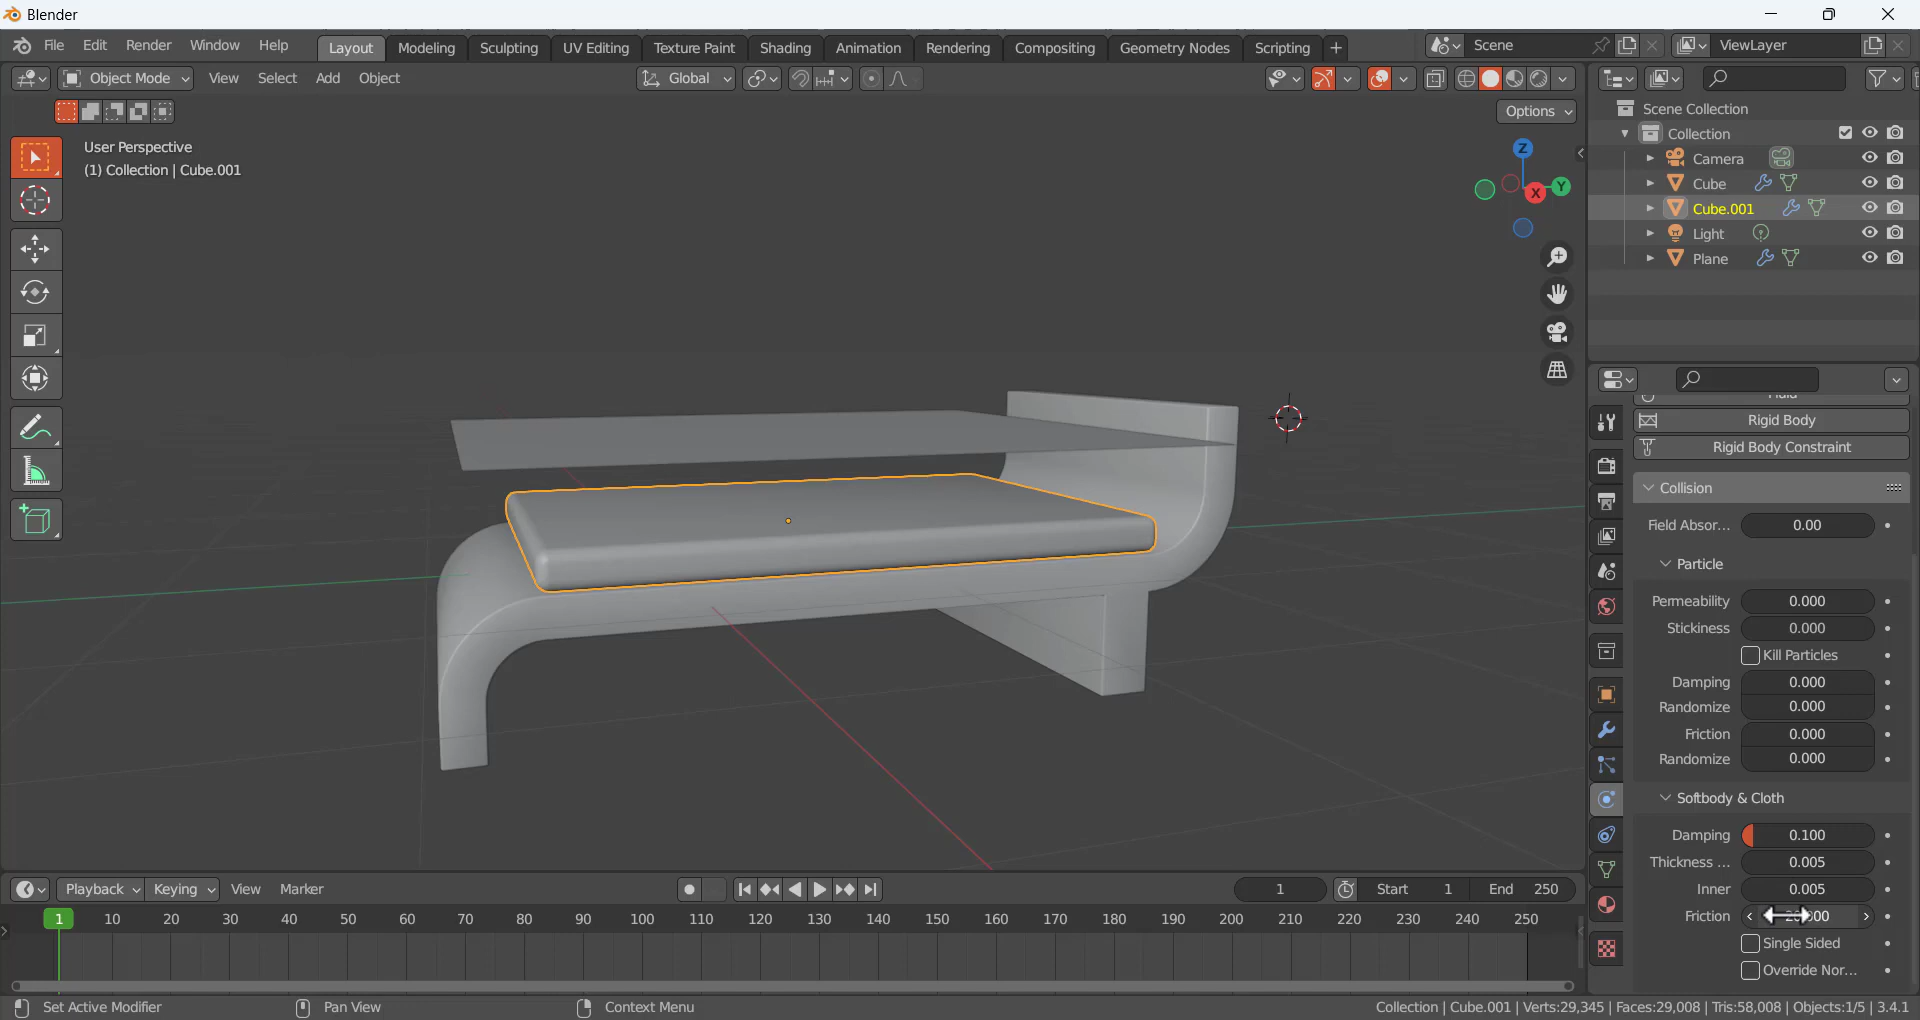 Blender
File Edit Render Window Help Layout Modeling Sculpting UV Editing Texture Paint Shading Animation Rendering Compositing Geometry Nodes Scripting + Scene ViewLayer
Object Mode View Select Add Object Global
Options
User Perspective
(1) Collection | Cube.001
Z
Y
X
Scene Collection
Collection
Camera
Cube
Cube.001
Light
Plane
Rigid Body
Rigid Body Constraint
Collision
Field Absor... 0.00
Particle
Permeability 0.000
Stickiness 0.000
Kill Particles
Damping 0.000
Randomize 0.000
Friction 0.000
Randomize 0.000
Softbody & Cloth
Damping 0.100
Thickness ... 0.005
Inner 0.005
Friction
Single Sided
Override Nor...
Playback Keying View Marker 1 Start 1 End 250
1 10 20 30 40 50 60 70 80 90 100 110 120 130 140 150 160 170 180 190 200 210 220 230 240 250
Set Active Modifier Pan View Context Menu Collection | Cube.001 | Verts:29,345 | Faces:29,008 | Tris:58,008 | Objects:1/5 | 3.4.1